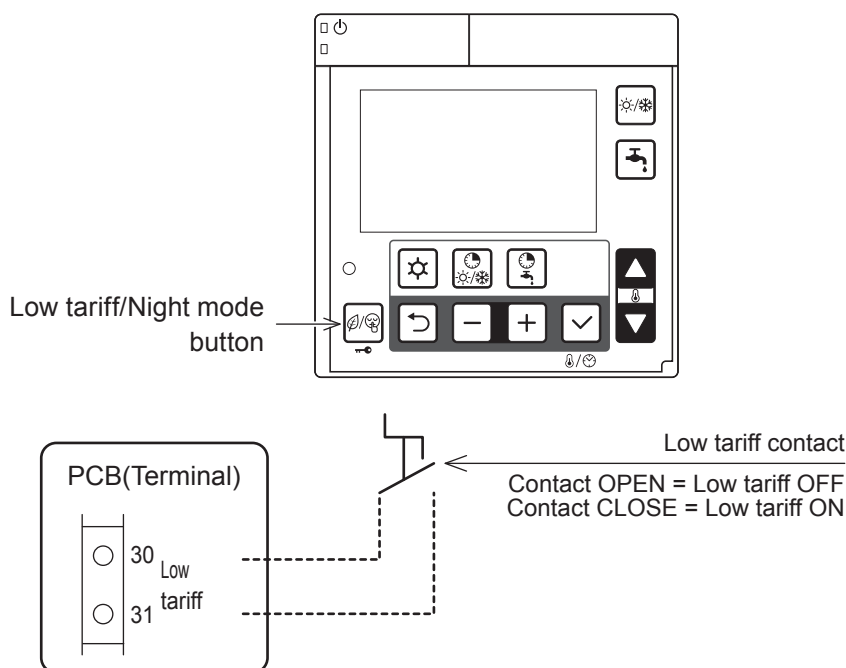 Low tariff/Night mode
button
Low tariff contact
Contact OPEN = Low tariff OFF
Contact CLOSE = Low tariff ON
PCB(Terminal)
30
Low
tariff
31